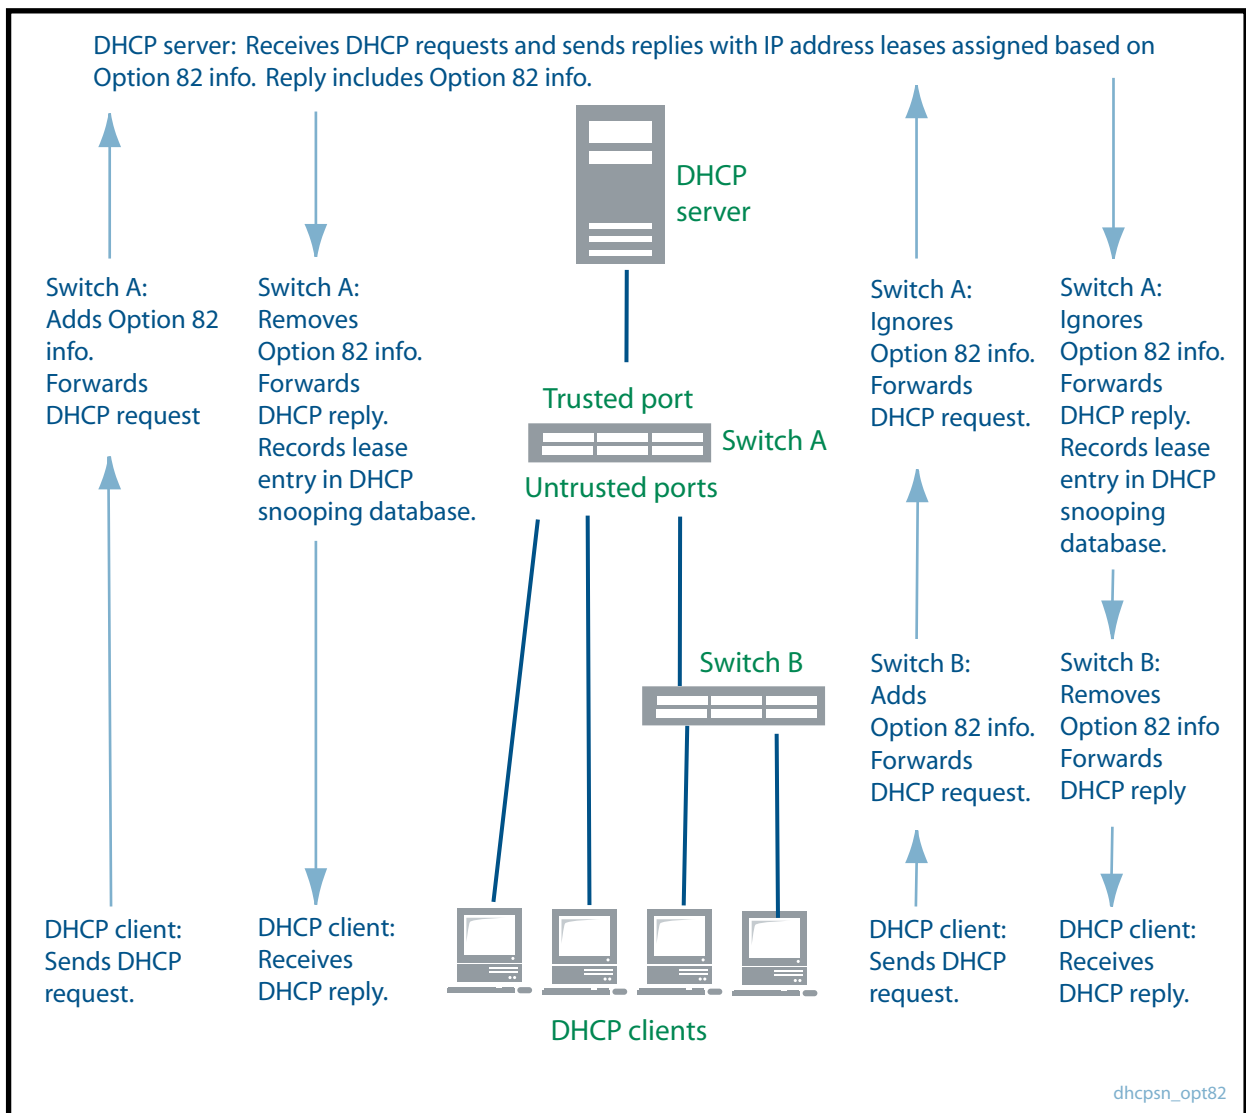 DHCP server: Receives DHCP requests and sends replies with IP address leases assigned based on
Option 82 info. Reply includes Option 82 info.
DHCP
server
Switch A:
Adds Option 82
info.
Forwards
DHCP request
Switch A:
Removes
Option 82 info.
Forwards
DHCP reply.
Records lease
entry in DHCP
snooping database.
Trusted port
Switch A
Untrusted ports
Switch A:
Ignores
Option 82 info.
Forwards
DHCP request.
Switch A:
Ignores
Option 82 info.
Forwards
DHCP reply.
Records lease
entry in DHCP
snooping
database.
Switch B
Switch B:
Adds
Option 82 info.
Forwards
DHCP request.
Switch B:
Removes
Option 82 info
Forwards
DHCP reply
DHCP client:
Sends DHCP
request.
DHCP client:
Receives
DHCP reply.
DHCP clients
DHCP client:
Sends DHCP
request.
DHCP client:
Receives
DHCP reply.
dhcpsn_opt82